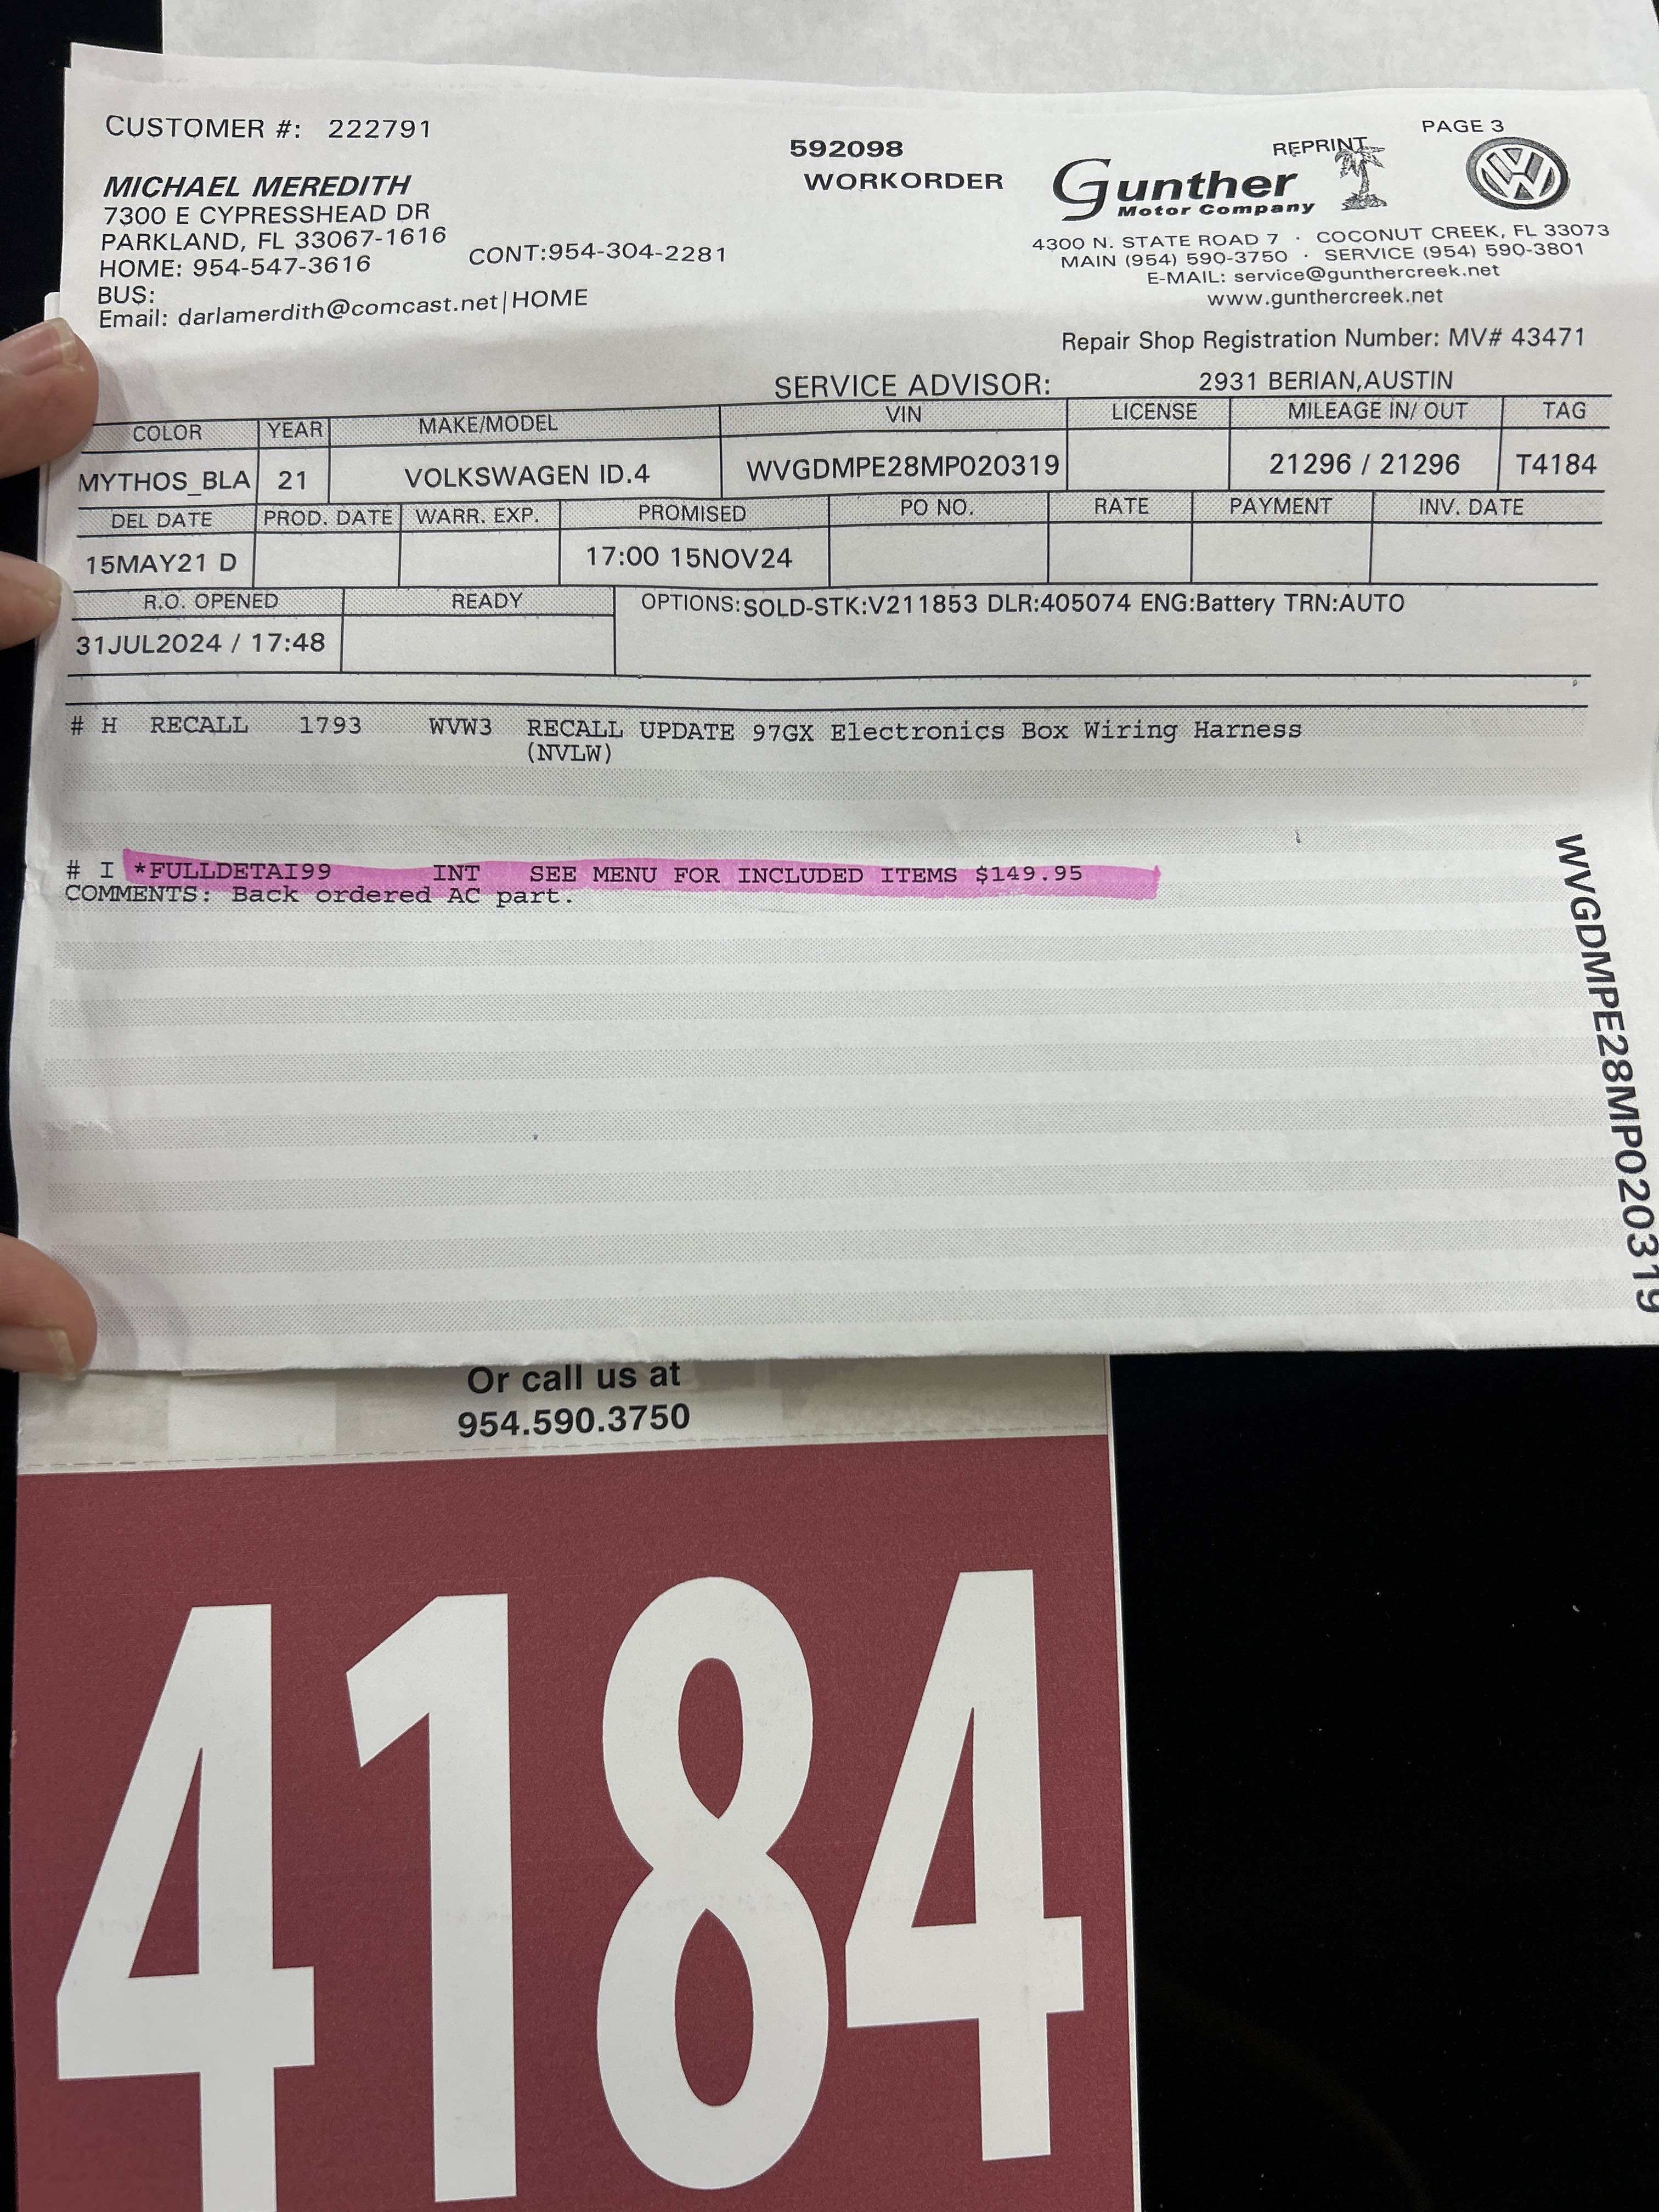 CUSTOMER #: 222791
592098
WORKORDER
REPRINT
PAGE 3
Gunther
Motor Company
MICHAEL MEREDITH
7300 E CYPRESSHEAD DR
PARKLAND, FL 33067-1616
HOME: 954-547-3616
CONT:954-304-2281
BUS:
Email: darlamerdith@comcast.net|HOME
4300 N. STATE ROAD 7 · COCONUT CREEK, FL 33073
MAIN (954) 590-3750 · SERVICE (954) 590-3801
E-MAIL: service@gunthercreek.net
www.gunthercreek.net
Repair Shop Registration Number: MV# 43471
SERVICE ADVISOR: 2931 BERIAN,AUSTIN
COLOR YEAR MAKE/MODEL VIN LICENSE MILEAGE IN/ OUT TAG
MYTHOS_BLA 21 VOLKSWAGEN ID.4 WVGDMPE28MP020319 21296 / 21296 T4184
DEL DATE PROD. DATE WARR. EXP. PROMISED PO NO. RATE PAYMENT INV. DATE
15MAY21 D 17:00 15NOV24
R.O. OPENED READY OPTIONS:SOLD-STK:V211853 DLR:405074 ENG:Battery TRN:AUTO
31JUL2024 / 17:48
# H RECALL 1793 WVW3 RECALL UPDATE 97GX Electronics Box Wiring Harness
(NVLW)
# I *FULLDETAI99 INT SEE MENU FOR INCLUDED ITEMS $149.95
COMMENTS: Back ordered AC part.
WVGDMPE28MP020319
Or call us at
954.590.3750
4184